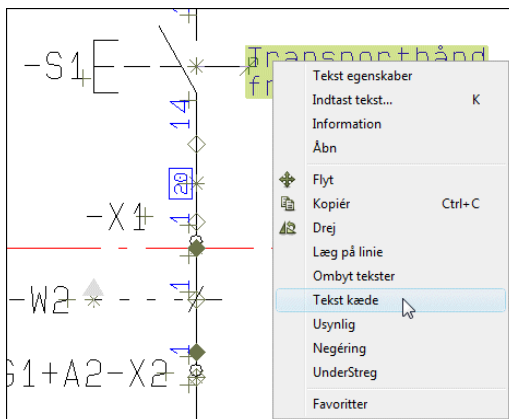 -S1
Transportbånd
fr
14
20
-X1
1
-W2
1
G1+A2-X2
1
Tekst egenskaber
Indtast tekst... K
Information
Åbn
Flyt
Kopiér Ctrl+C
Drej
Læg på linie
Ombyt tekster
Tekst kæde
Usynlig
Negéring
UnderStreg
Favoritter